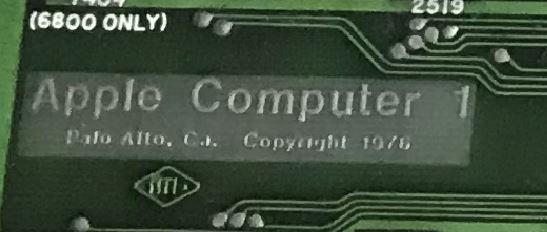 2519
(6800 ONLY)
Apple Computer 1
Palo Alto, Ca. Copyright 1976